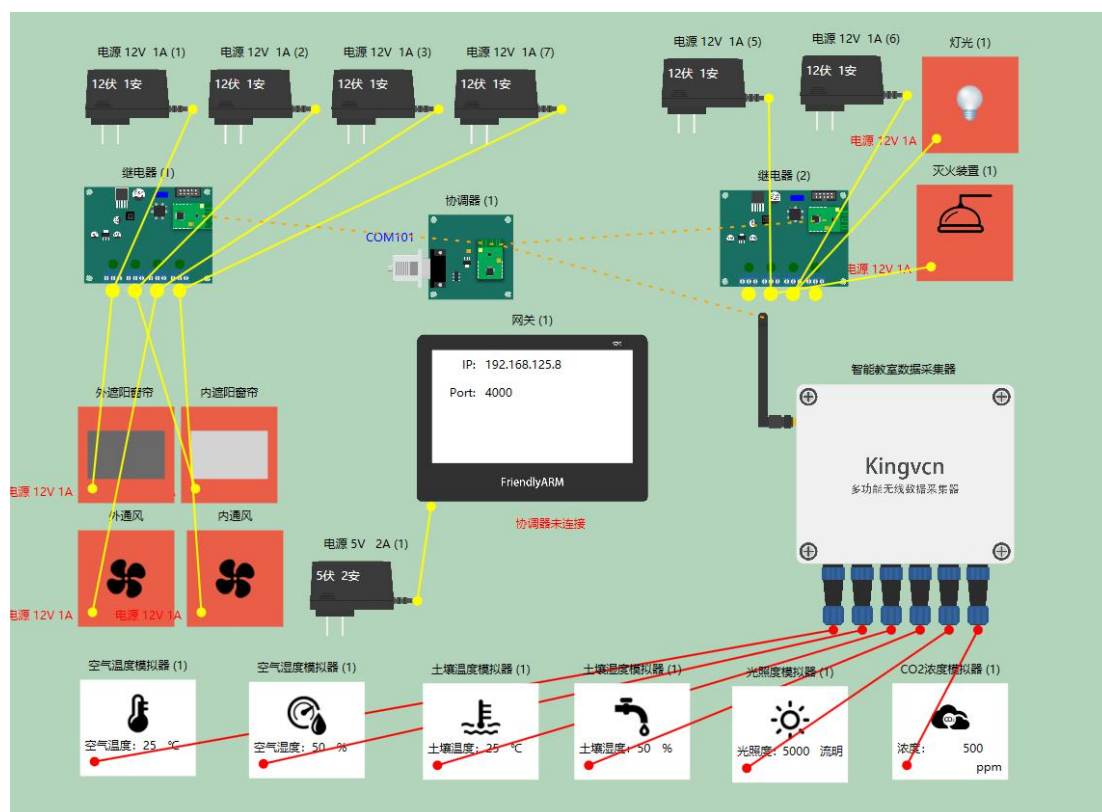 电源 12V 1A (1)
电源 12V 1A (2)
电源 12V 1A (3)
电源 12V 1A (7)
电源 12V 1A (5)
电源 12V 1A (6)
灯光 (1)
12伏 1安
12伏 1安
12伏 1安
12伏 1安
12伏 1安
12伏 1安
电源 12V 1A
继电器 (1)
协调器 (1)
继电器 (2)
灭火装置 (1)
COM101
电源 12V 1A
网关 (1)
IP: 192.168.125.8
Port: 4000
FriendlyARM
协调器未连接
智能教室数据采集器
Kingvcn
多功能无线数据采集器
外遮阳窗帘
内遮阳窗帘
电源 12V 1A
外通风
内通风
电源 12V 1A
电源 12V 1A
电源 5V 2A (1)
5伏 2安
空气温度模拟器 (1)
空气湿度模拟器 (1)
土壤温度模拟器 (1)
土壤湿度模拟器 (1)
光照度模拟器 (1)
CO2浓度模拟器 (1)
CO₂
空气温度: 25 ℃
空气湿度: 50 %
土壤温度: 25 ℃
土壤湿度: 50 %
光照度: 5000 流明
浓度: 500
ppm